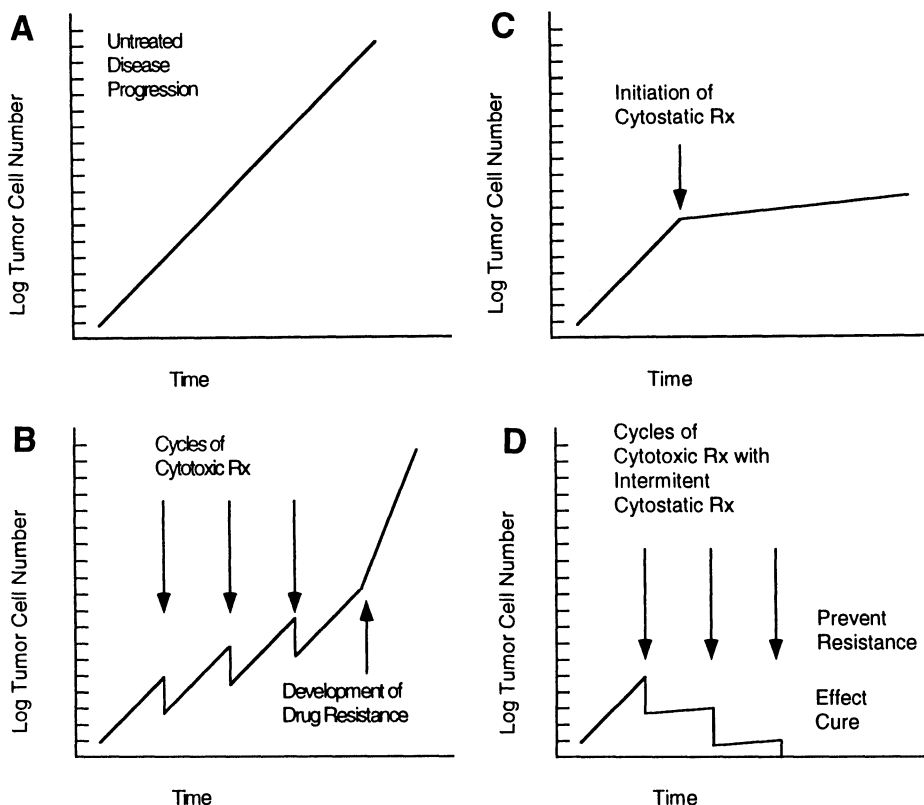 A
Untreated
Disease
Progression
Log Tumor Cell Number
Time
C
Initiation of
Cytostatic Rx
Log Tumor Cell Number
Time
B
Cycles of
Cytotoxic Rx
Development of
Drug Resistance
Log Tumor Cell Number
Time
D
Cycles of
Cytotoxic Rx with
Intermitent
Cytostatic Rx
Prevent
Resistance
Effect
Cure
Log Tumor Cell Number
Time